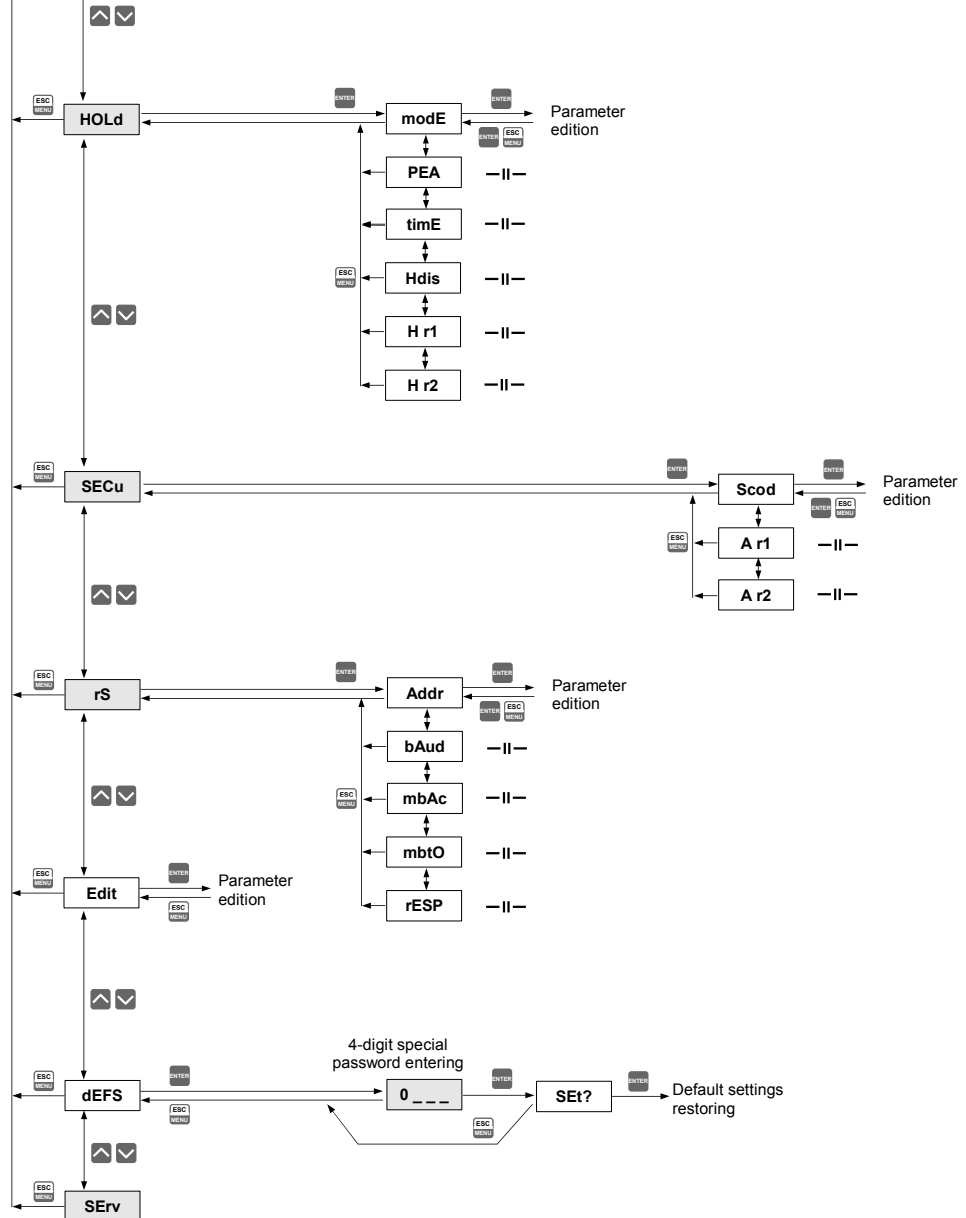 ESC
MENU
HOLd
ENTER
modE
ENTER
ENTER
ESC
MENU
Parameter
edition
PEA
–II–
timE
–II–
ESC
MENU
Hdis
–II–
H r1
–II–
H r2
–II–
ESC
MENU
SECu
ENTER
Scod
ENTER
ENTER
ESC
MENU
Parameter
edition
ESC
MENU
A r1
–II–
A r2
–II–
ESC
MENU
rS
ENTER
Addr
ENTER
ENTER
ESC
MENU
Parameter
edition
bAud
–II–
ESC
MENU
mbAc
–II–
mbtO
–II–
rESP
–II–
ESC
MENU
Edit
ENTER
ESC
MENU
Parameter
edition
ESC
MENU
dEFS
ENTER
ESC
MENU
4-digit special
password entering
0 _ _ _
ENTER
ESC
MENU
SEt?
ENTER
Default settings
restoring
ESC
MENU
SErv